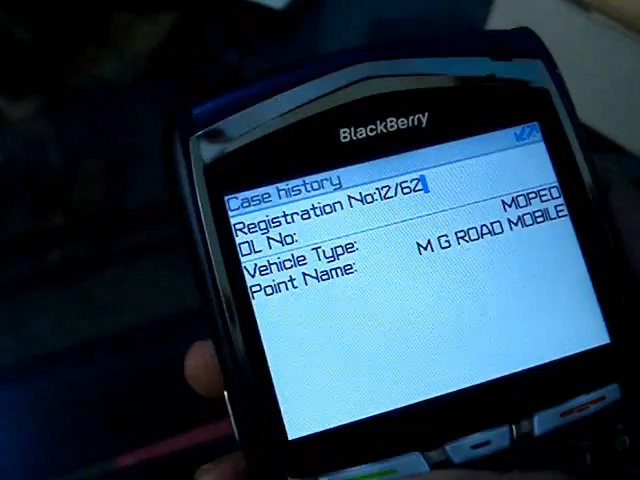 BlackBerry
Case history
Registration No:12/62
DL No:
Vehicle Type: MOPED
Point Name: M G ROAD MOBILE